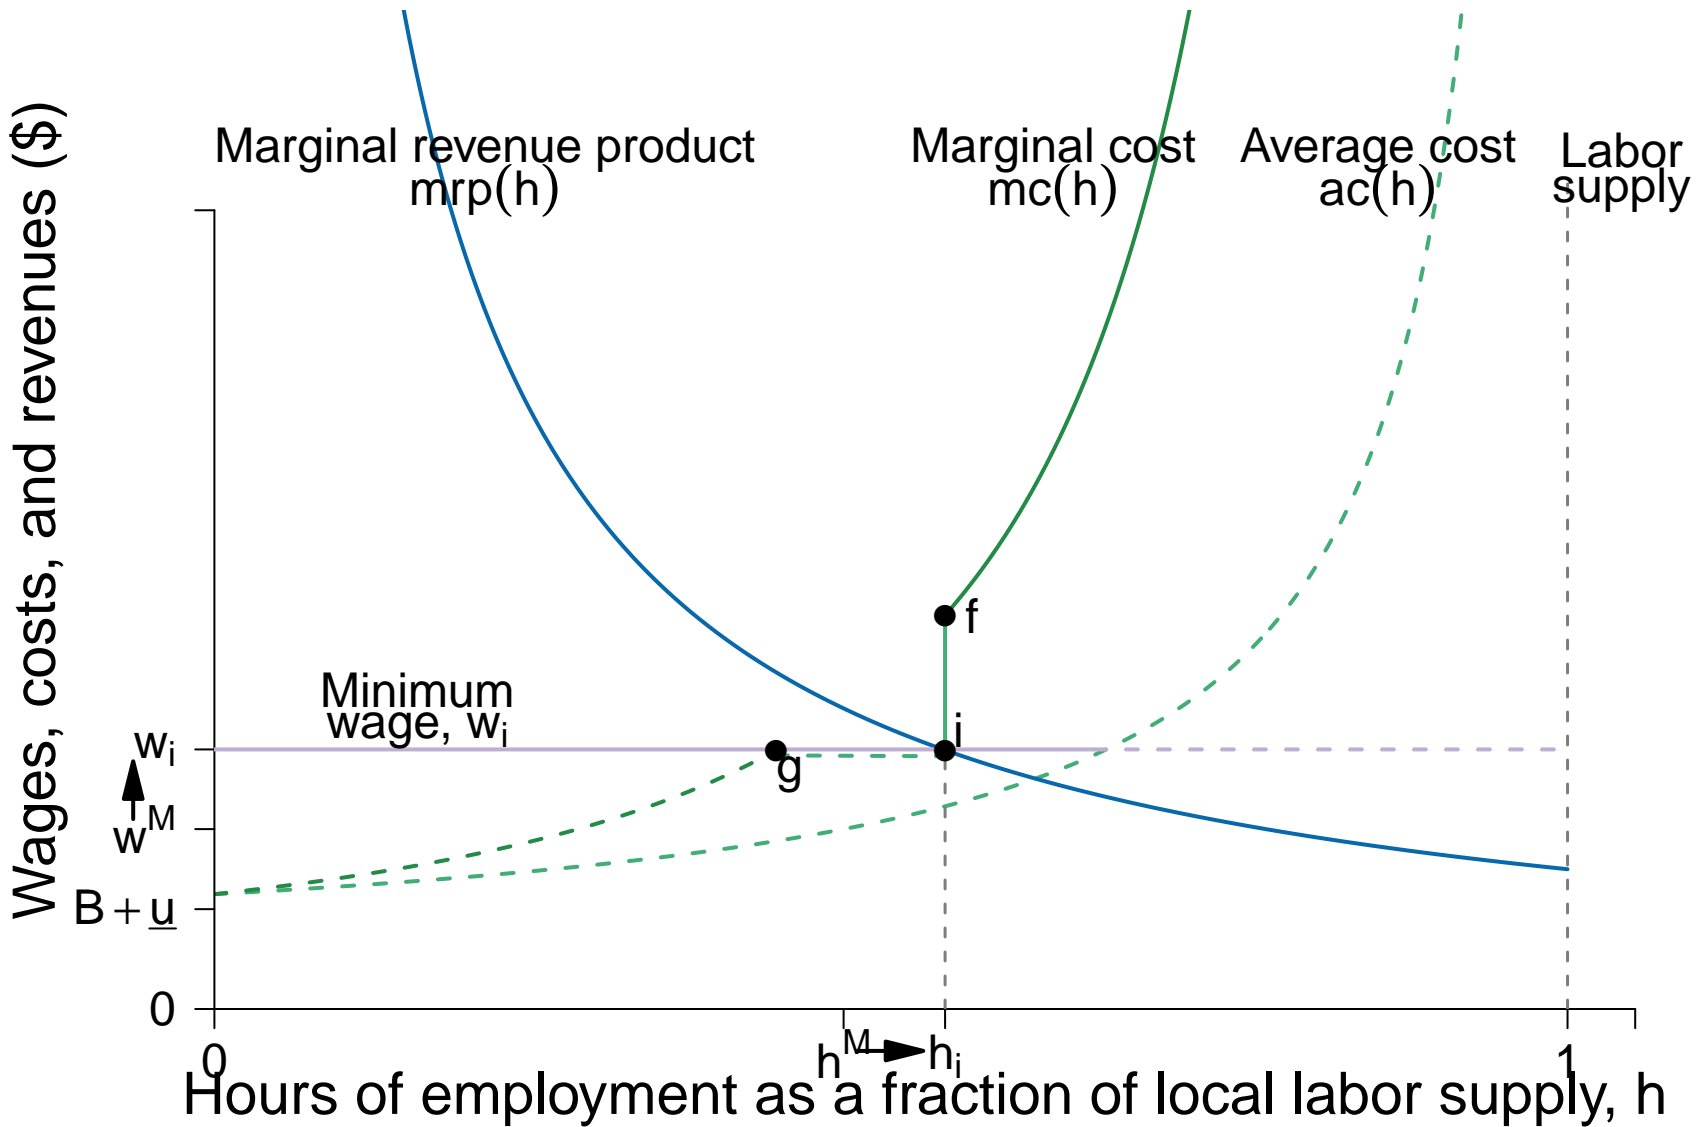 Wages, costs, and revenues ($)
Marginal revenue product
mrp(h)
Marginal cost
mc(h)
Average cost
ac(h)
Labor
supply
f
Minimum
wage, wᵢ
i
g
wᵢ
wᴹ
B + u̲
0
0
hᴹ
hᵢ
1
Hours of employment as a fraction of local labor supply, h